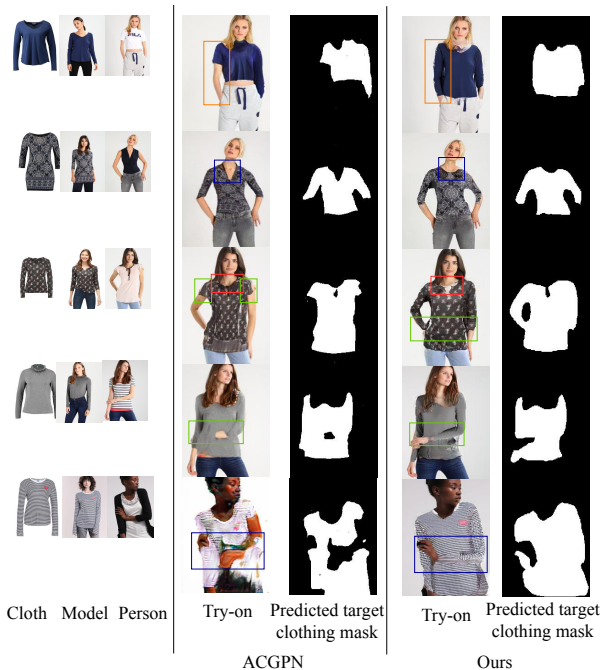 Cloth Model Person Try-on Predicted target Try-on Predicted target
clothing mask clothing mask
ACGPN Ours